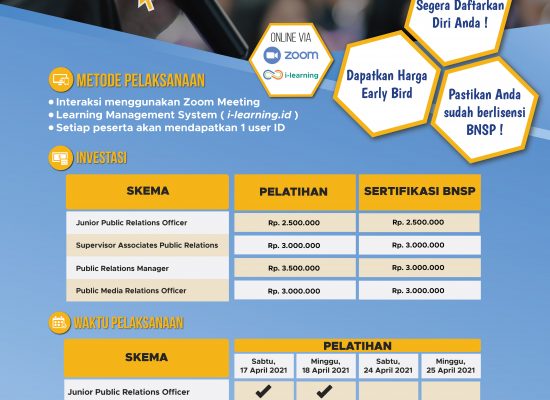 Segera Daftarkan
Diri Anda !
ONLINE VIA
zoom
i-learning
Dapatkan Harga
Early Bird
Pastikan Anda
sudah berlisensi
BNSP !
METODE PELAKSANAAN
• Interaksi menggunakan Zoom Meeting
• Learning Management System ( i-learning.id )
• Setiap peserta akan mendapatkan 1 user ID
INVESTASI
SKEMA PELATIHAN SERTIFIKASI BNSP
Junior Public Relations Officer Rp. 2.500.000 Rp. 2.500.000
Supervisor Associates Public Relations Rp. 3.000.000 Rp. 3.000.000
Public Relations Manager Rp. 3.500.000 Rp. 3.000.000
Public Media Relations Officer Rp. 3.000.000 Rp. 3.000.000
WAKTU PELAKSANAAN
SKEMA PELATIHAN
Sabtu, Minggu, Sabtu, Minggu,
17 April 2021 18 April 2021 24 April 2021 25 April 2021
Junior Public Relations Officer ✓ ✓